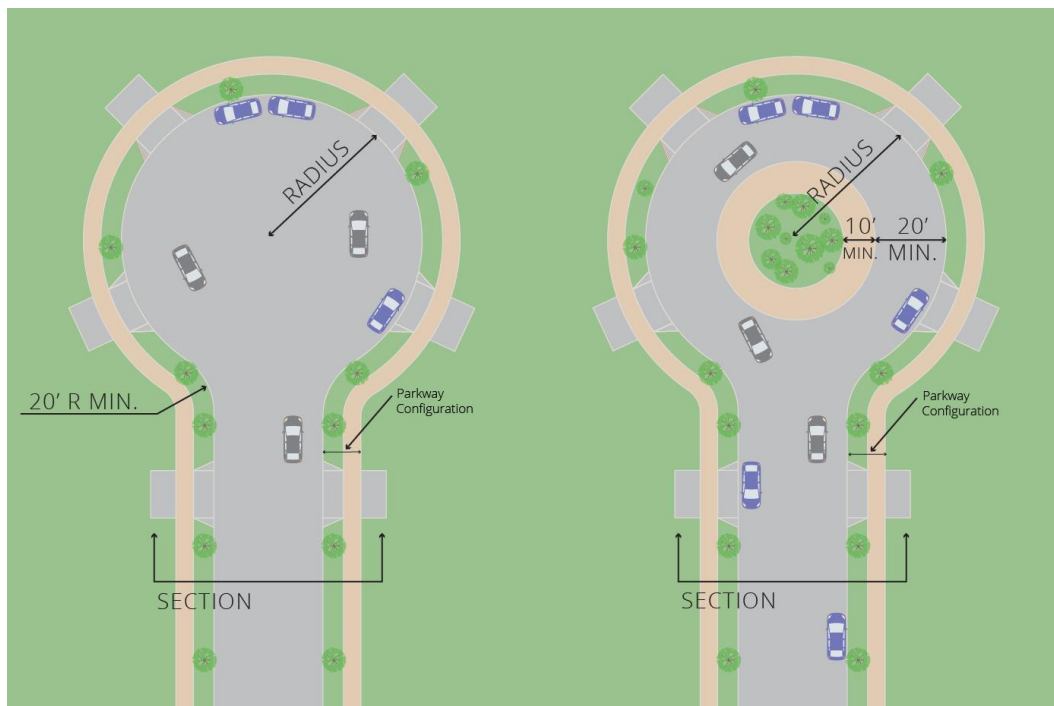 RADIUS
20’ R MIN.
Parkway
Configuration
SECTION
RADIUS
10’ 20’
MIN. MIN.
Parkway
Configuration
SECTION